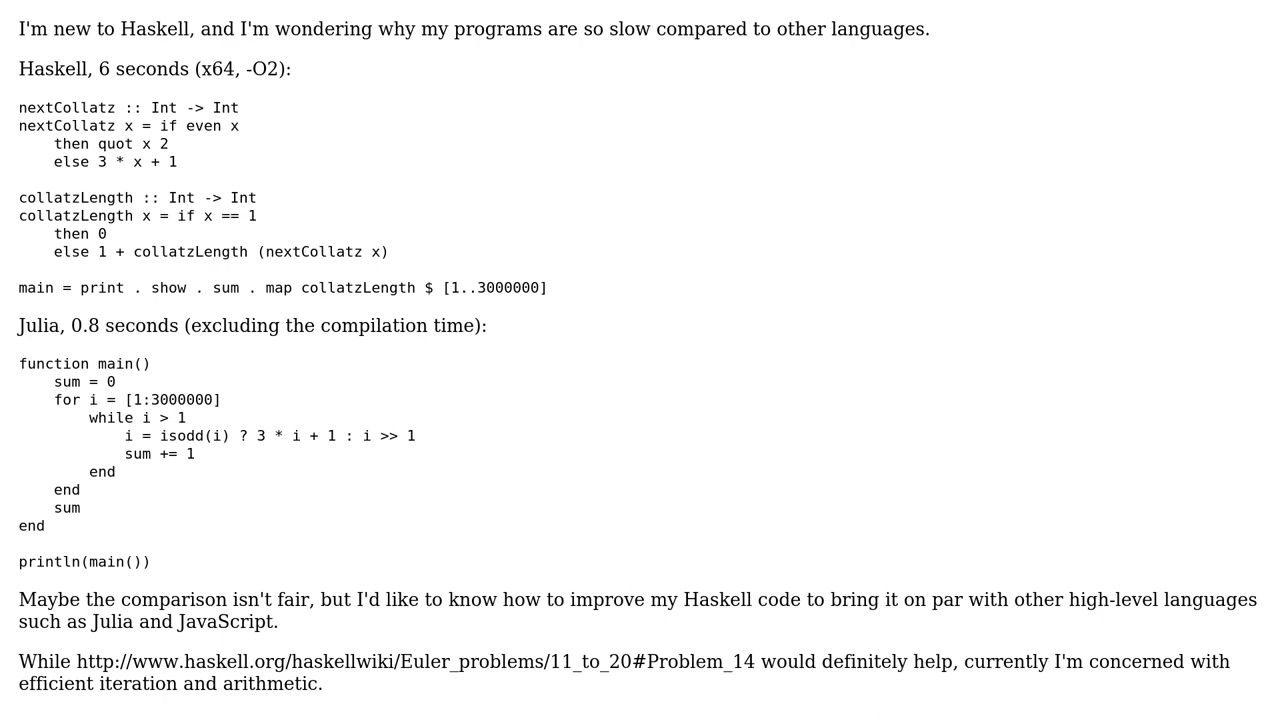 I'm new to Haskell, and I'm wondering why my programs are so slow compared to other languages.
Haskell, 6 seconds (x64, -O2):
nextCollatz :: Int -> Int
nextCollatz x = if even x
    then quot x 2
    else 3 * x + 1
collatzLength :: Int -> Int
collatzLength x = if x == 1
    then 0
    else 1 + collatzLength (nextCollatz x)
main = print . show . sum . map collatzLength $ [1..3000000]
Julia, 0.8 seconds (excluding the compilation time):
function main()
    sum = 0
    for i = [1:3000000]
        while i > 1
            i = isodd(i) ? 3 * i + 1 : i >> 1
            sum += 1
        end
    end
    sum
end
println(main())
Maybe the comparison isn't fair, but I'd like to know how to improve my Haskell code to bring it on par with other high-level languages
such as Julia and JavaScript.
While http://www.haskell.org/haskellwiki/Euler_problems/11_to_20#Problem_14 would definitely help, currently I'm concerned with
efficient iteration and arithmetic.